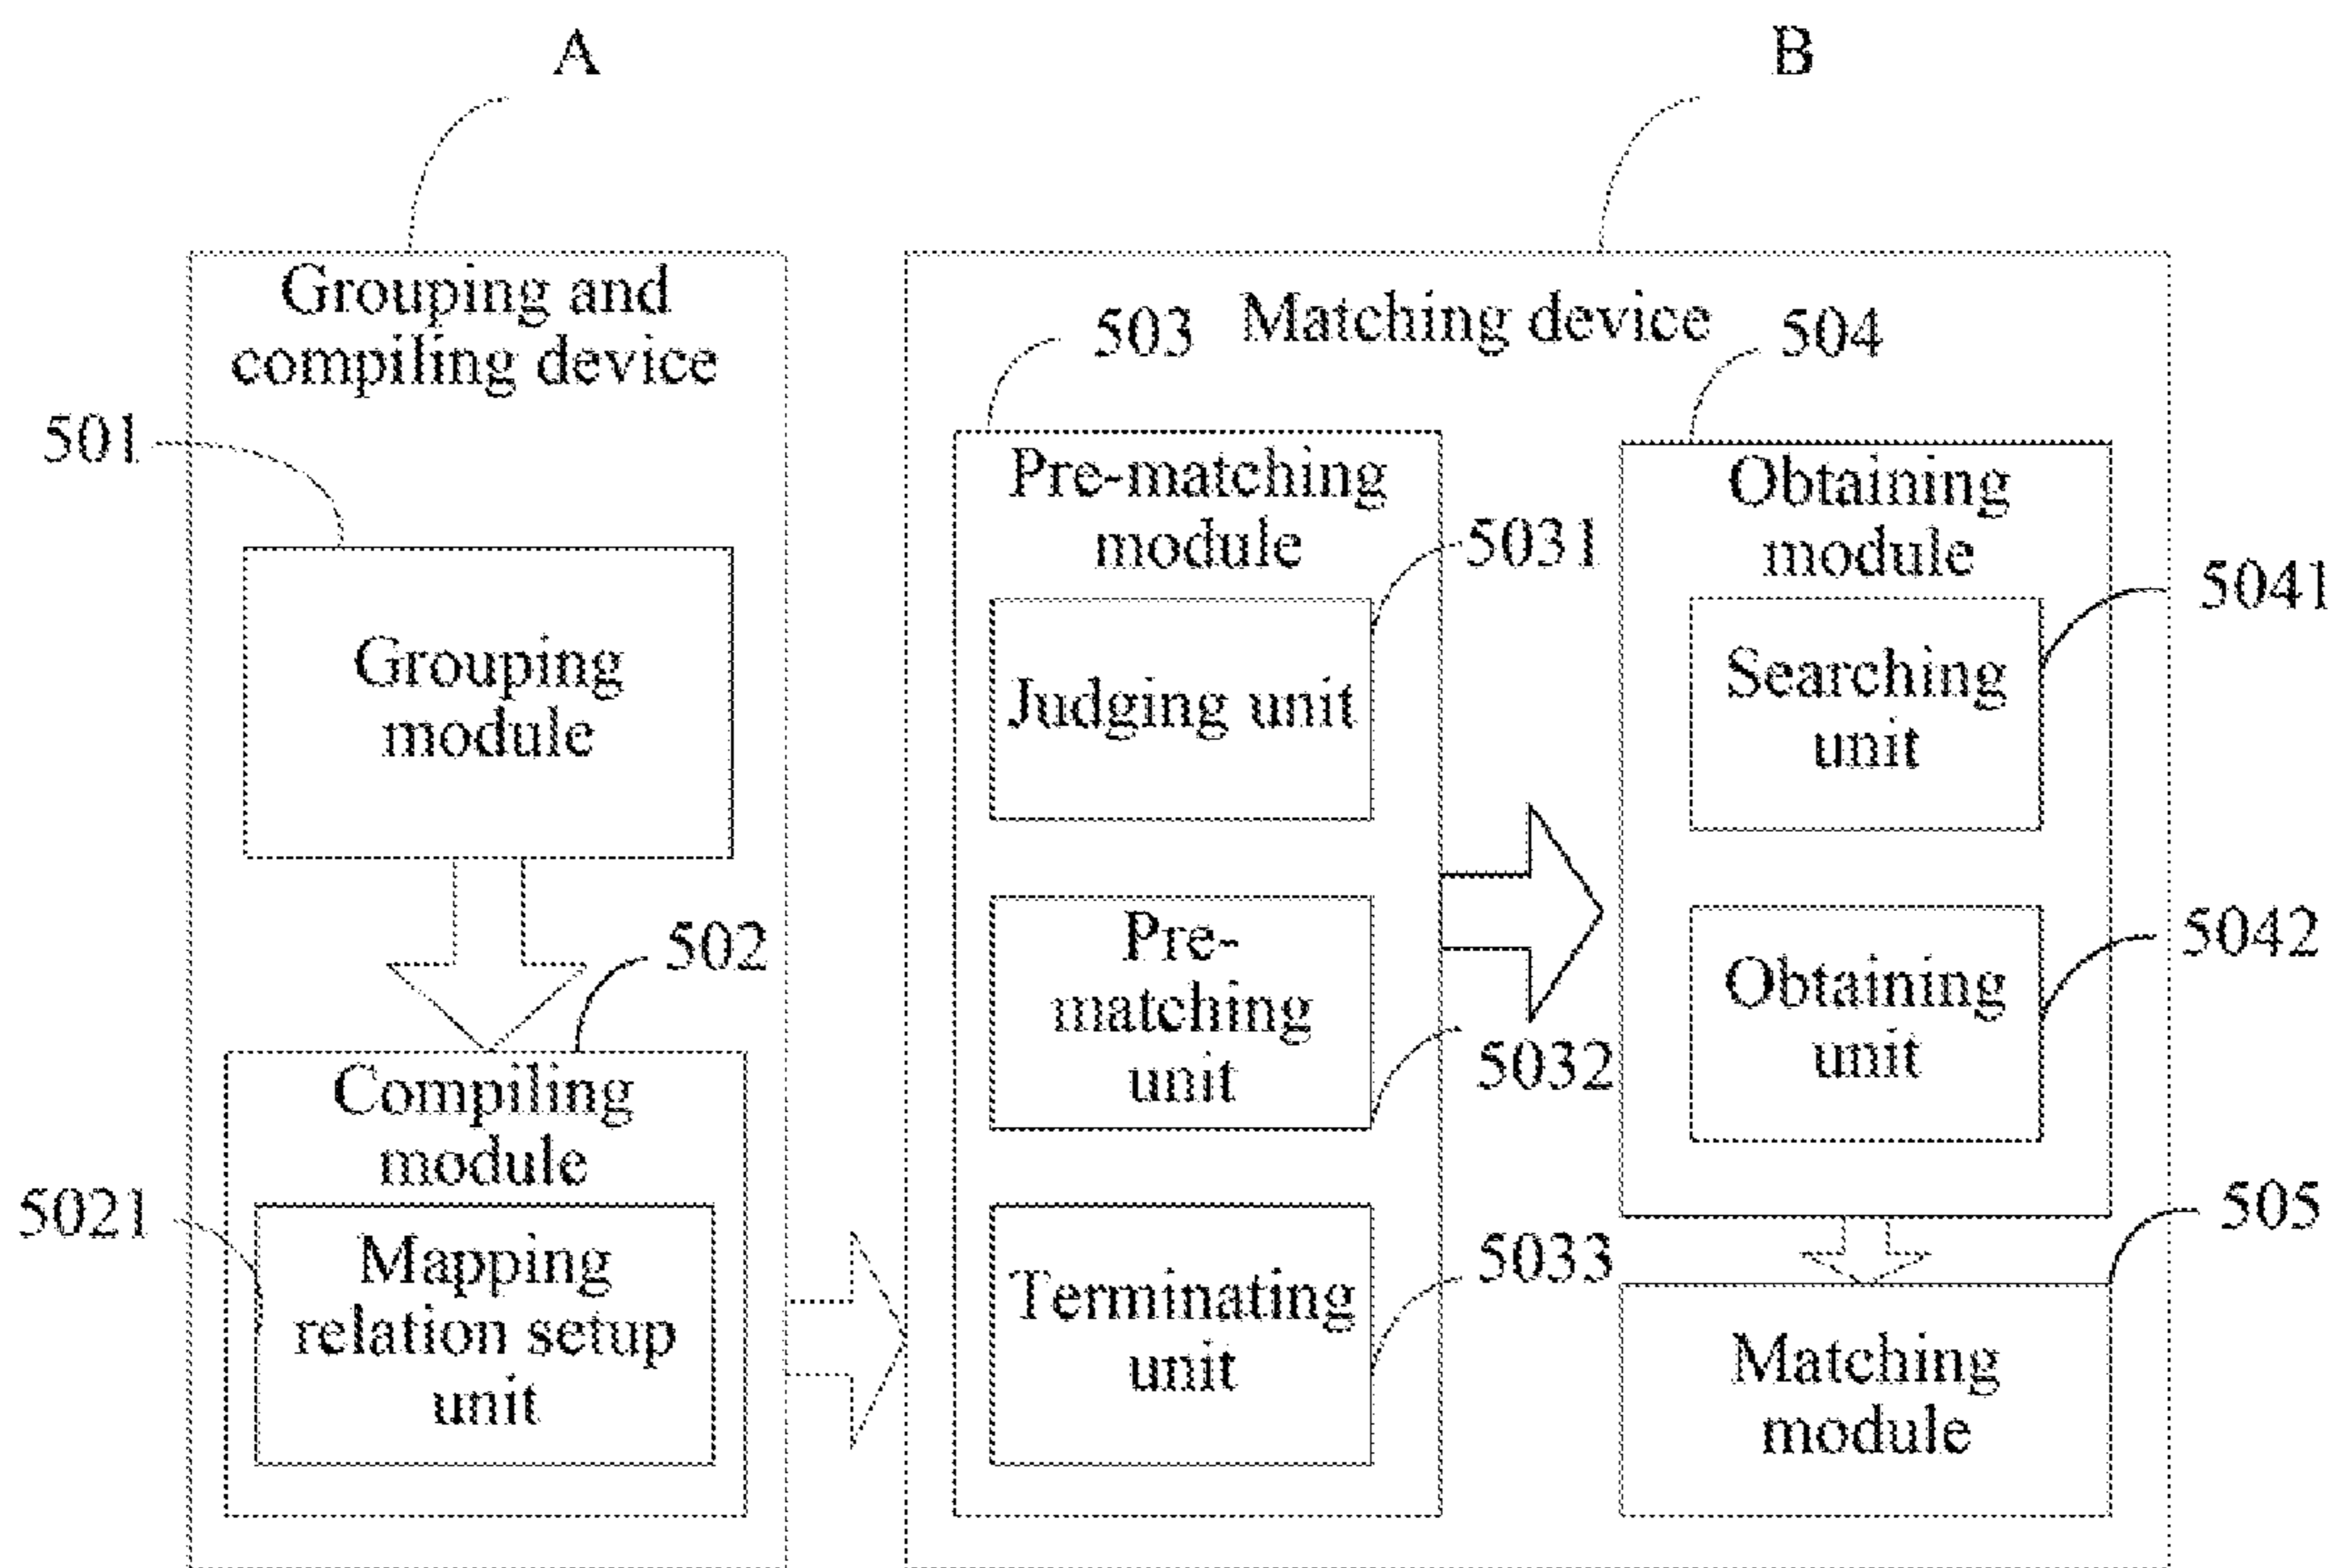 A
B
Grouping and
compiling device
501
Grouping
module
502
Compiling
module
5021
Mapping
relation setup
unit
Matching device
503
Pre-matching
module
5031
Judging unit
Pre-
matching
unit
5032
Terminating
unit
5033
504
Obtaining
module
5041
Searching
unit
5042
Obtaining
unit
505
Matching
module